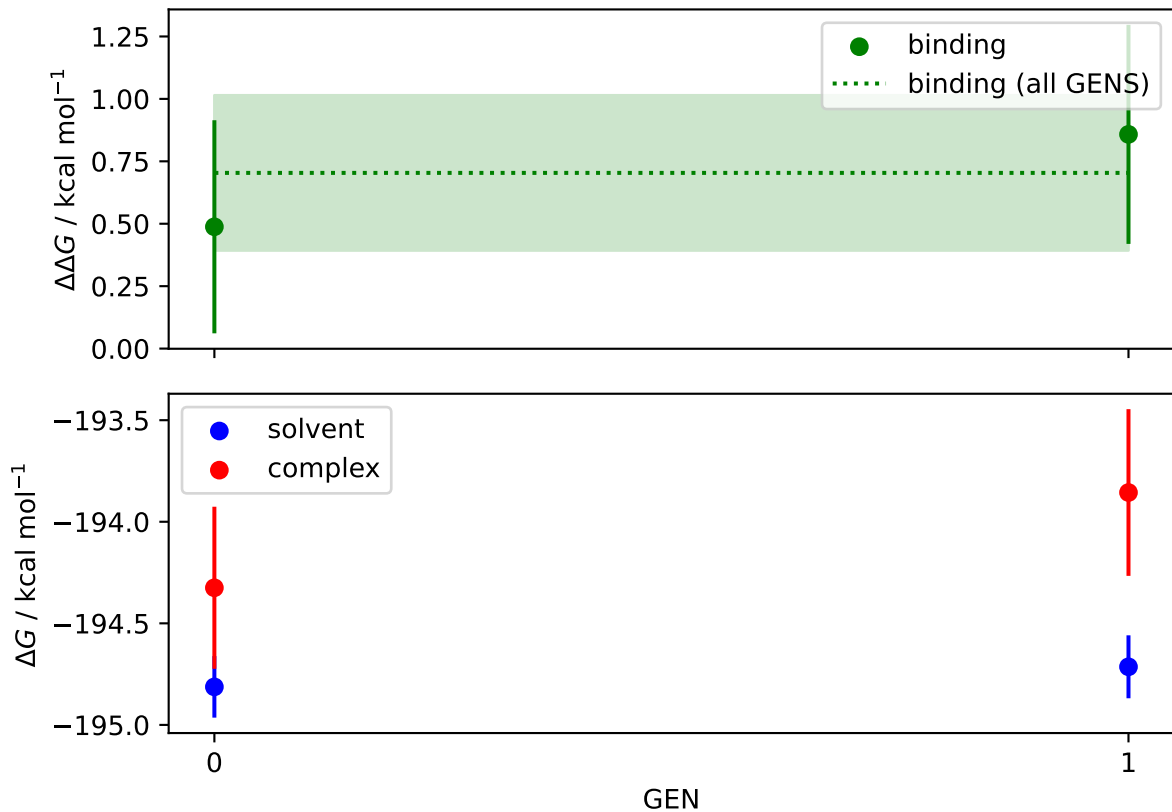 1.25
1.00
0.75
0.50
0.25
0.00
ΔΔG / kcal mol⁻¹
binding
binding (all GENS)
−193.5
−194.0
−194.5
−195.0
ΔG / kcal mol⁻¹
solvent
complex
0
1
GEN